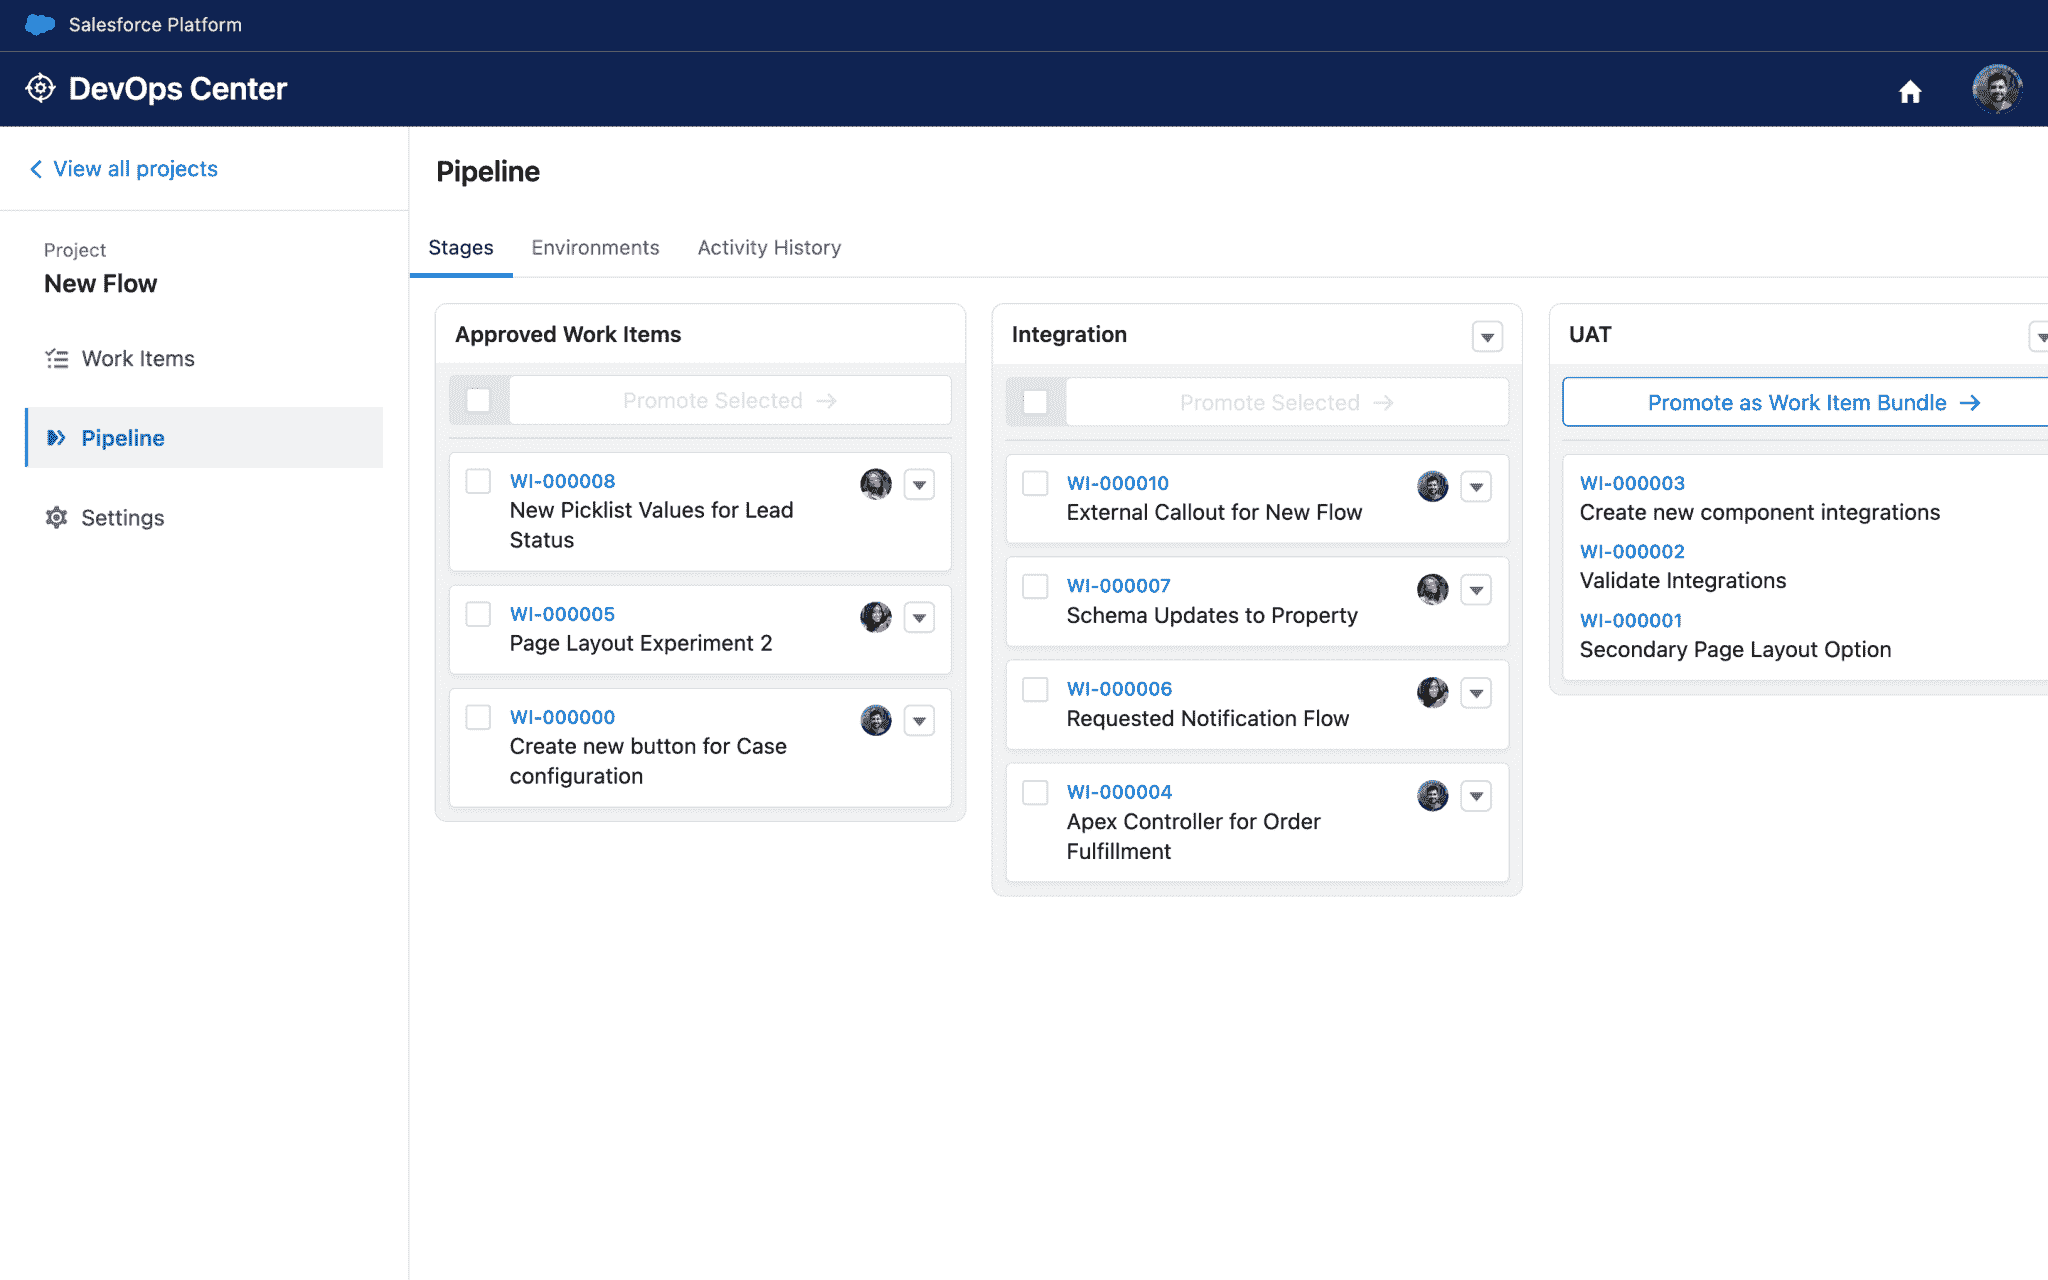 Salesforce Platform
DevOps Center
View all projects
Project
New Flow
Work Items
Pipeline
Settings
Pipeline
Stages
Environments
Activity History
Approved Work Items
Promote Selected
WI-000008
New Picklist Values for Lead
Status
WI-000005
Page Layout Experiment 2
WI-000000
Create new button for Case
configuration
Integration
Promote Selected
WI-000010
External Callout for New Flow
WI-000007
Schema Updates to Property
WI-000006
Requested Notification Flow
WI-000004
Apex Controller for Order
Fulfillment
UAT
Promote as Work Item Bundle
WI-000003
Create new component integrations
WI-000002
Validate Integrations
WI-000001
Secondary Page Layout Option